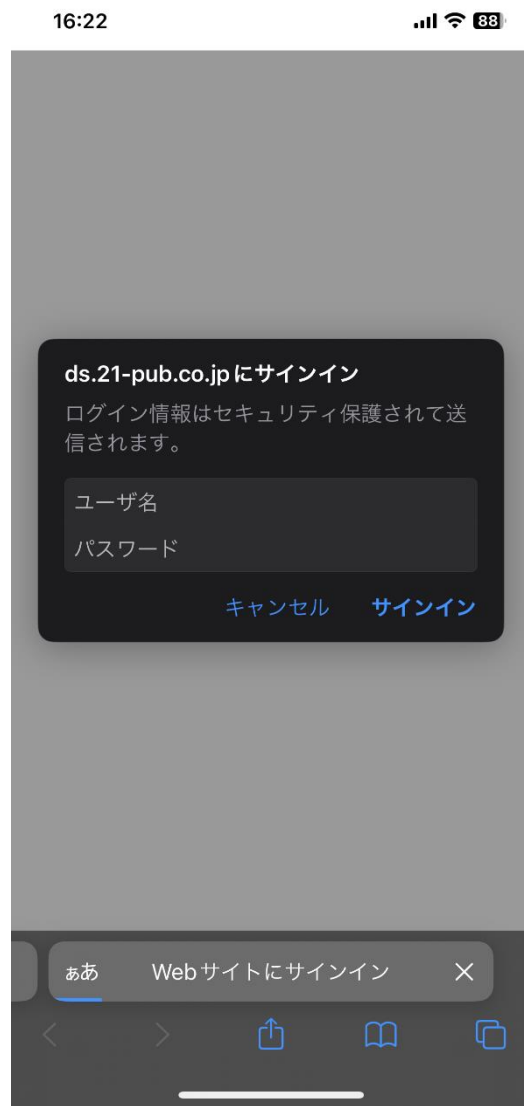 16:22
88
ds.21-pub.co.jpにサインイン
ログイン情報はセキュリティ保護されて送
信されます。
ユーザ名
パスワード
キャンセル サインイン
ぁあ Webサイトにサインイン